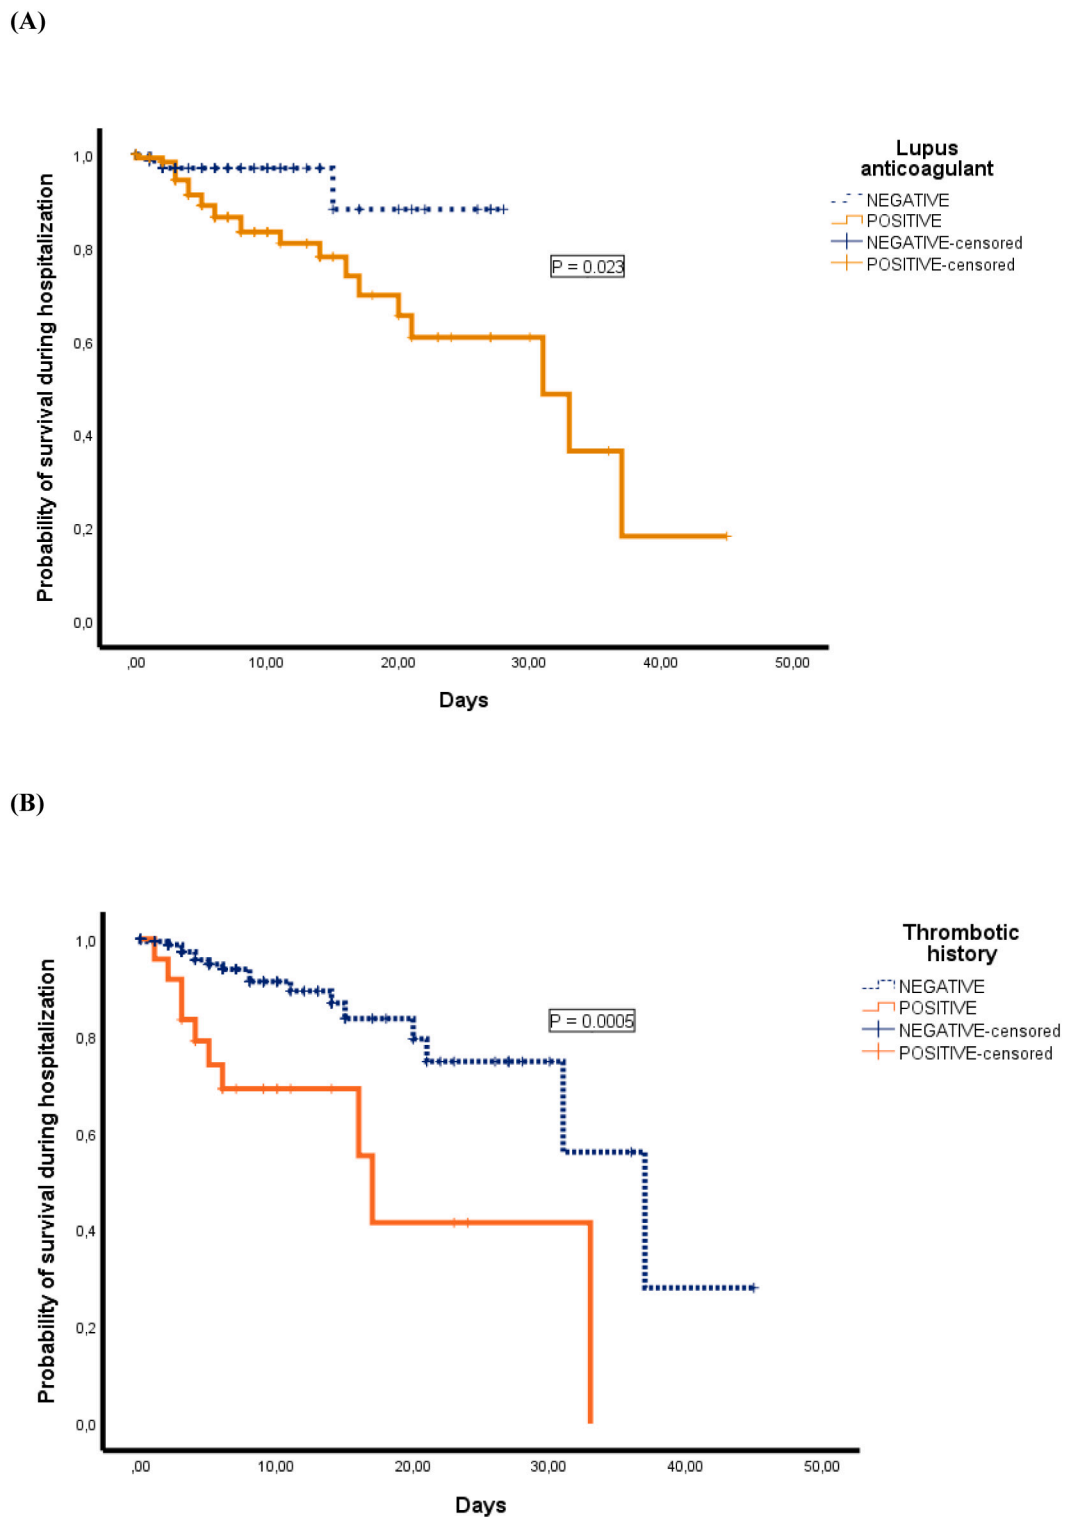 (A)
Lupus
anticoagulant
NEGATIVE
POSITIVE
NEGATIVE-censored
POSITIVE-censored
P = 0.023
Probability of survival during hospitalization
1,0
0,8
0,6
0,4
0,2
0,0
,00
10,00
20,00
30,00
40,00
50,00
Days
(B)
Thrombotic
history
NEGATIVE
POSITIVE
NEGATIVE-censored
POSITIVE-censored
P = 0.0005
Probability of survival during hospitalization
1,0
0,8
0,6
0,4
0,2
0,0
,00
10,00
20,00
30,00
40,00
50,00
Days